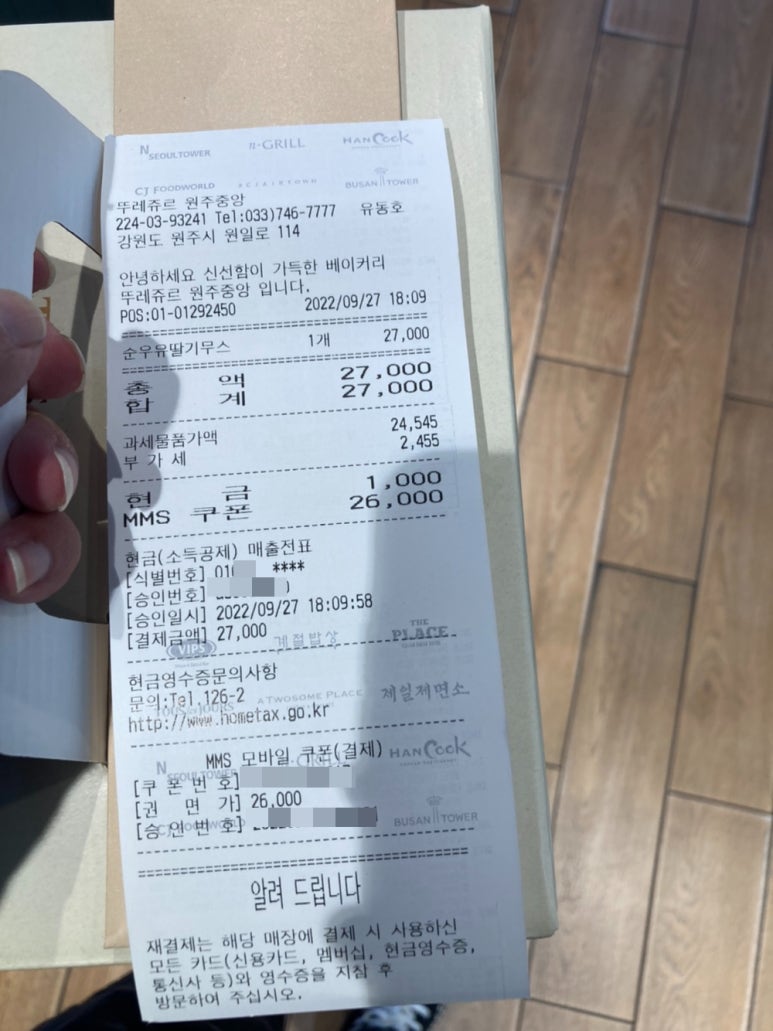 N SEOULTOWER n·GRILL HANCook
CJ FOODWORLD BUSAN TOWER
뚜레쥬르 원주중앙
224-03-93241 Tel:033)746-7777 유동호
강원도 원주시 원일로 114
안녕하세요 신선함이 가득한 베이커리
뚜레쥬르 원주중앙 입니다.
POS:01-01292450 2022/09/27 18:09
순우유딸기무스 1개 27,000
총 액 27,000
합 계 27,000
과세물품가액 24,545
부 가 세 2,455
현 금 1,000
MMS 쿠폰 26,000
현금(소득공제) 매출전표
[식별번호] 01 ****
[승인번호]
[승인일시] 2022/09/27 18:09:58
[결제금액] 27,000
VIPS 계절밥상 THE PLACE
현금영수증문의사항
문의:Tel.126-2
A TWOSOME PLACE 제일제면소
http://www.hometax.go.kr
MMS 모바일 쿠폰(결제) HANCook
N SEOULTOWER
[쿠 폰 번 호]
[권 면 가] 26,000
[승 인 번 호]
CJ FOODWORLD BUSAN TOWER
알려 드립니다
재결제는 해당 매장에 결제 시 사용하신
모든 카드(신용카드, 멤버십, 현금영수증,
통신사 등)와 영수증을 지참 후
방문하여 주십시오.